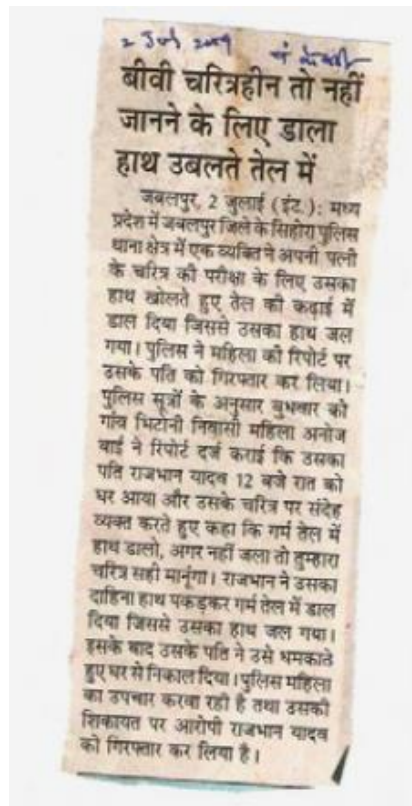 2 July 2009
बीवी चरित्रहीन तो नहीं
जानने के लिए डाला
हाथ उबलते तेल में
जबलपुर, 2 जुलाई (इंट.): मध्य
प्रदेश में जबलपुर जिले के सिहोरा पुलिस
थाना क्षेत्र में एक व्यक्ति ने अपनी पत्नी
के चरित्र की परीक्षा के लिए उसका
हाथ खोलते हुए तेल की कढ़ाई में
डाल दिया जिससे उसका हाथ जल
गया। पुलिस ने महिला की रिपोर्ट पर
उसके पति को गिरफ्तार कर लिया।
पुलिस सूत्रों के अनुसार बुधवार को
गांव भिटोनी निवासी महिला अनोज
बाई ने रिपोर्ट दर्ज कराई कि उसका
पति राजभान यादव 12 बजे रात को
घर आया और उसके चरित्र पर संदेह
व्यक्त करते हुए कहा कि गर्म तेल में
हाथ डालो, अगर नहीं जला तो तुम्हारा
चरित्र सही मानूंगा। राजभान ने उसका
दाहिना हाथ पकड़कर गर्म तेल में डाल
दिया जिससे उसका हाथ जल गया।
इसके बाद उसके पति ने उसे धमकाते
हुए घर से निकाल दिया। पुलिस महिला
का उपचार करवा रही है तथा उसकी
शिकायत पर आरोपी राजभान यादव
को गिरफ्तार कर लिया है।